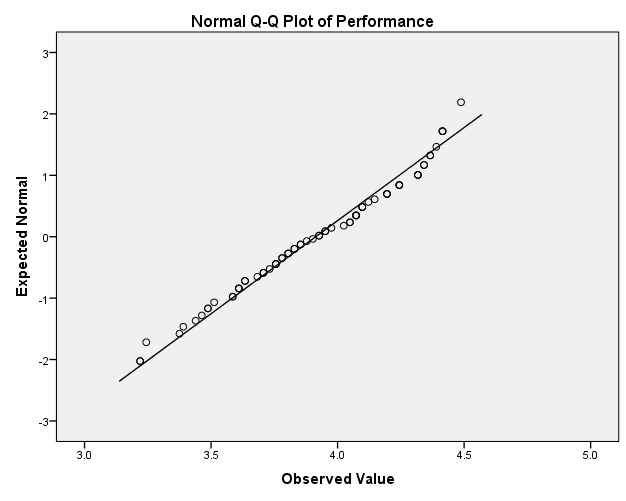 Normal Q-Q Plot of Performance
3
2
1
0
-1
-2
-3
Expected Normal
3.0 3.5 4.0 4.5 5.0
Observed Value